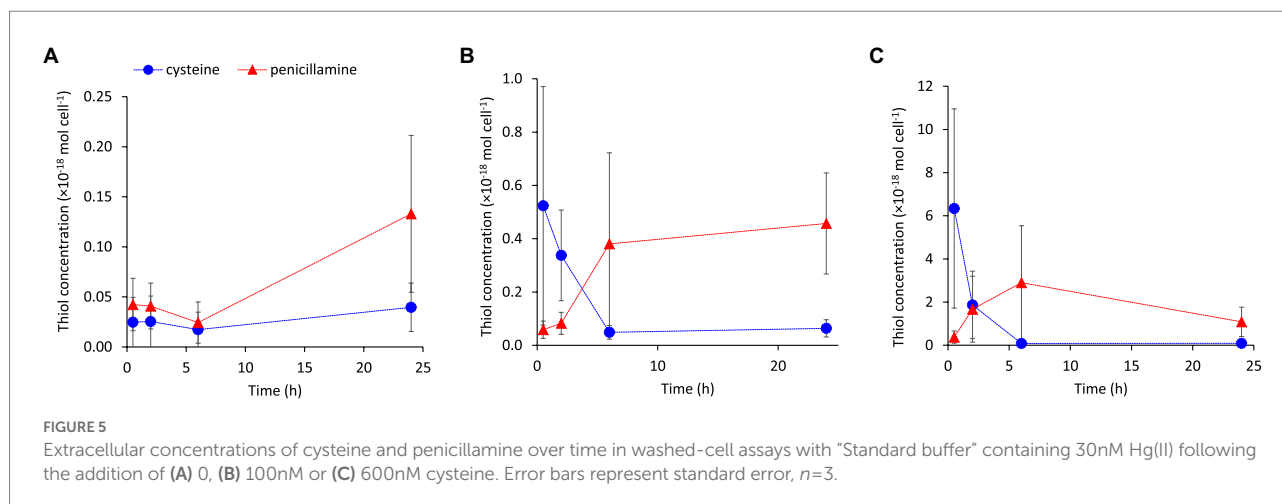 A
cysteine penicillamine
Thiol concentration (×10⁻¹⁸ mol cell⁻¹)
0.25
0.20
0.15
0.10
0.05
0.00
0 5 10 15 20 25
Time (h)
B
Thiol concentration (×10⁻¹⁸ mol cell⁻¹)
1.0
0.8
0.6
0.4
0.2
0.0
0 10 20
Time (h)
C
Thiol concentration (×10⁻¹⁸ mol cell⁻¹)
12
10
8
6
4
2
0
0 5 10 15 20 25
Time (h)
FIGURE 5
Extracellular concentrations of cysteine and penicillamine over time in washed-cell assays with “Standard buffer“ containing 30nM Hg(II) following
the addition of (A) 0, (B) 100nM or (C) 600nM cysteine. Error bars represent standard error, n=3.